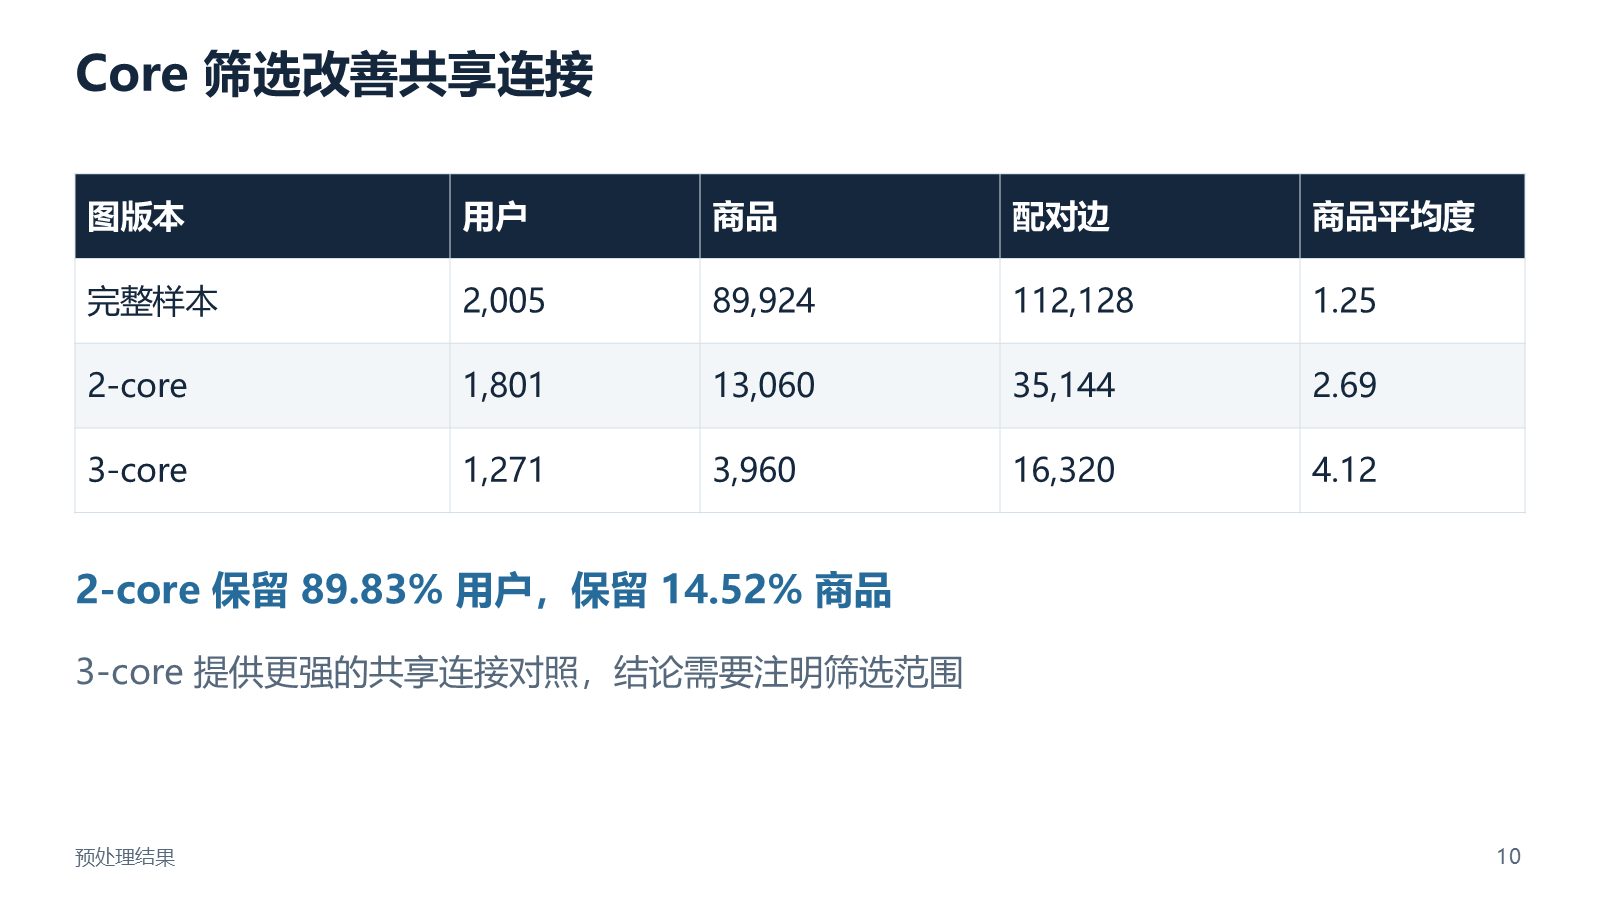 Core 筛选改善共享连接
图版本 用户 商品 配对边 商品平均度
完整样本 2,005 89,924 112,128 1.25
2-core 1,801 13,060 35,144 2.69
3-core 1,271 3,960 16,320 4.12
2-core 保留 89.83% 用户，保留 14.52% 商品
3-core 提供更强的共享连接对照，结论需要注明筛选范围
预处理结果 10